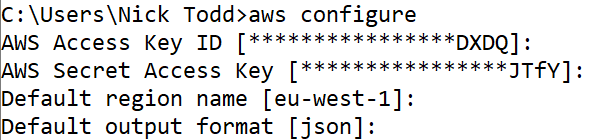 C:\Users\Nick Todd>aws configure
AWS Access Key ID [****************DXDQ]:
AWS Secret Access Key [****************JTfY]:
Default region name [eu-west-1]:
Default output format [json]: